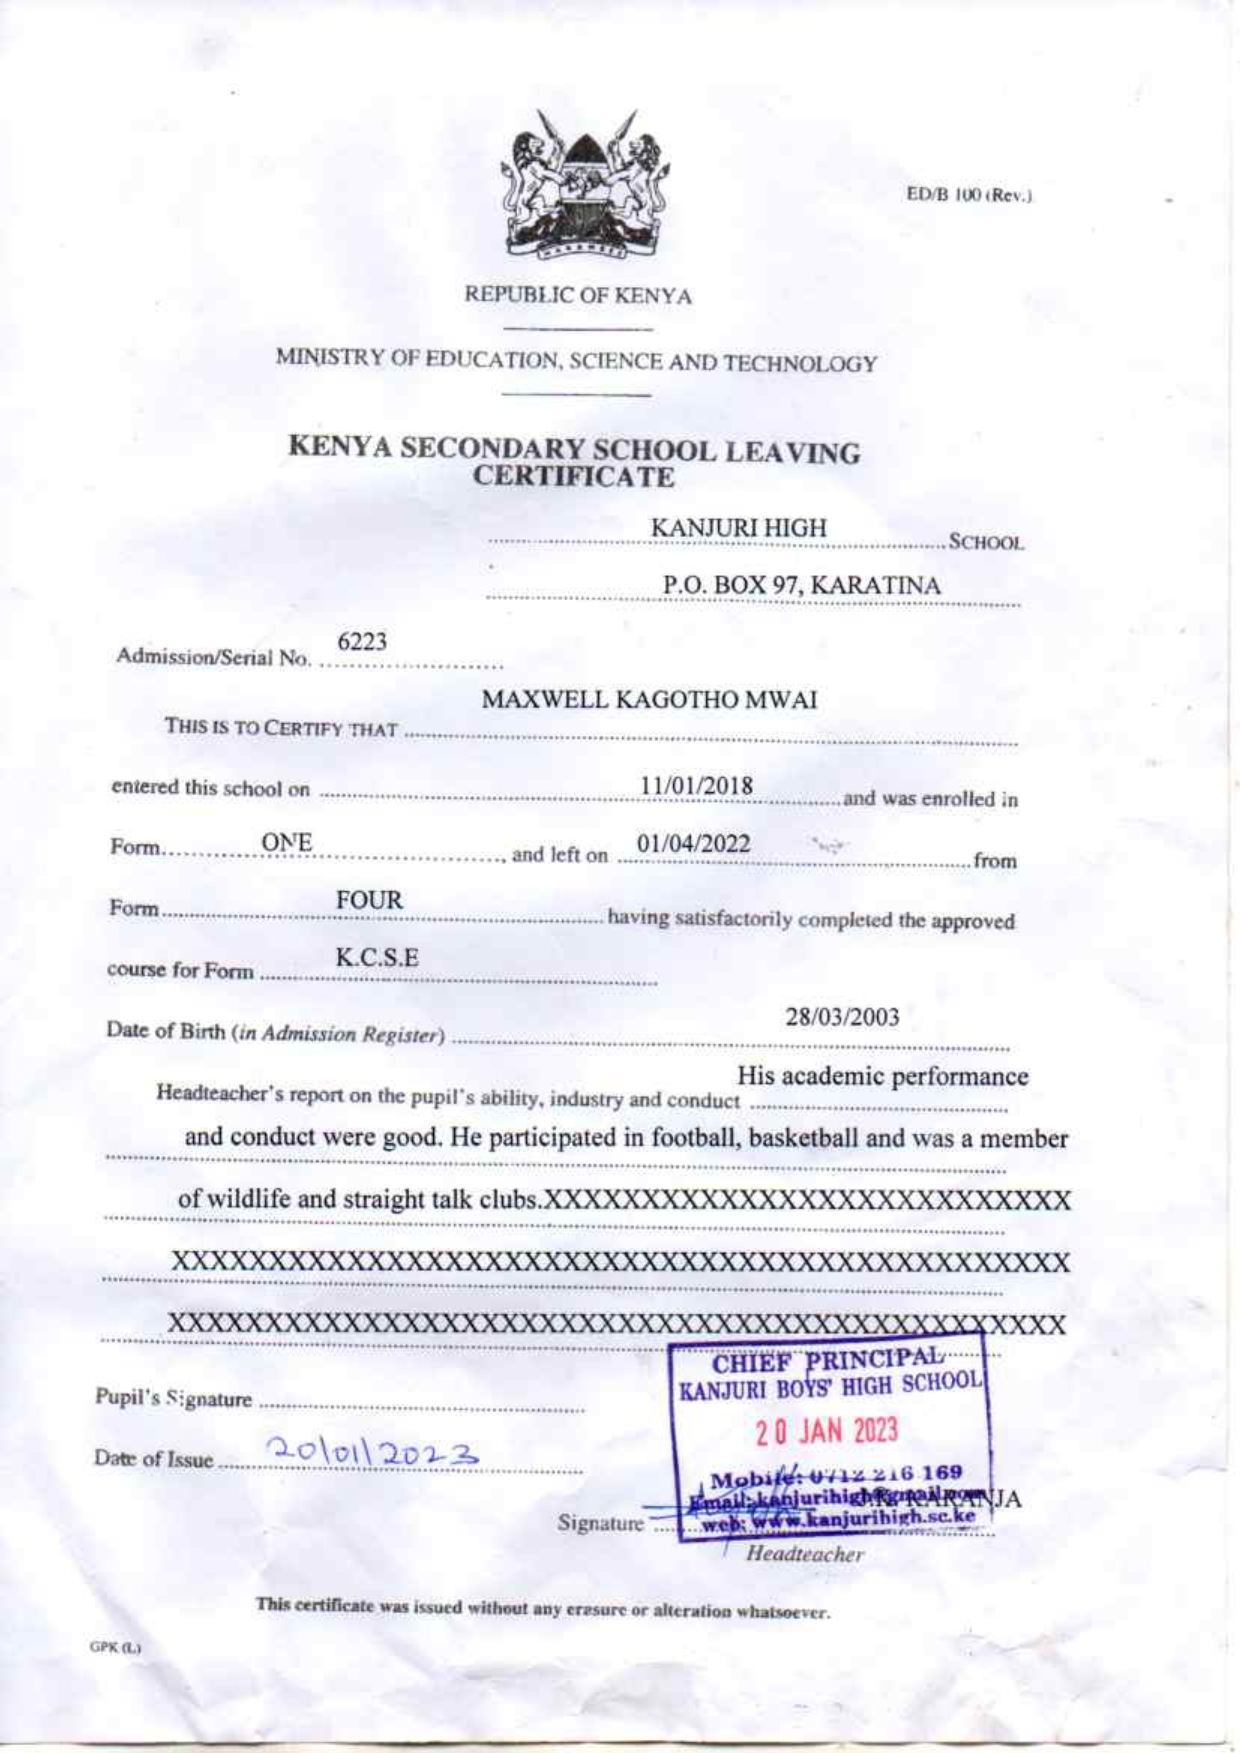 ED/B 100 (Rev.)
REPUBLIC OF KENYA
MINISTRY OF EDUCATION, SCIENCE AND TECHNOLOGY
KENYA SECONDARY SCHOOL LEAVING
CERTIFICATE
KANJURI HIGH SCHOOL
P.O. BOX 97, KARATINA
Admission/Serial No. 6223
MAXWELL KAGOTHO MWAI
THIS IS TO CERTIFY THAT
entered this school on 11/01/2018 and was enrolled in
Form ONE, and left on 01/04/2022 from
Form FOUR having satisfactorily completed the approved
course for Form K.C.S.E
Date of Birth (in Admission Register) 28/03/2003
Headteacher's report on the pupil's ability, industry and conduct His academic performance
and conduct were good. He participated in football, basketball and was a member
of wildlife and straight talk clubs.XXXXXXXXXXXXXXXXXXXXXXXXXXX
XXXXXXXXXXXXXXXXXXXXXXXXXXXXXXXXXXXXXXXXXXXXXX
XXXXXXXXXXXXXXXXXXXXXXXXXXXXXXXXXXXXXXXXXXXXXX
CHIEF PRINCIPAL
KANJURI BOYS' HIGH SCHOOL
Pupil's Signature
20 JAN 2023
Date of Issue 20/01/2023
Mobile: 0712 216 169
Email: kanjurihigh@gmail.com
KARANJA
web: www.kanjurihigh.sc.ke
Signature
Headteacher
This certificate was issued without any erasure or alteration whatsoever.
GPK (L)